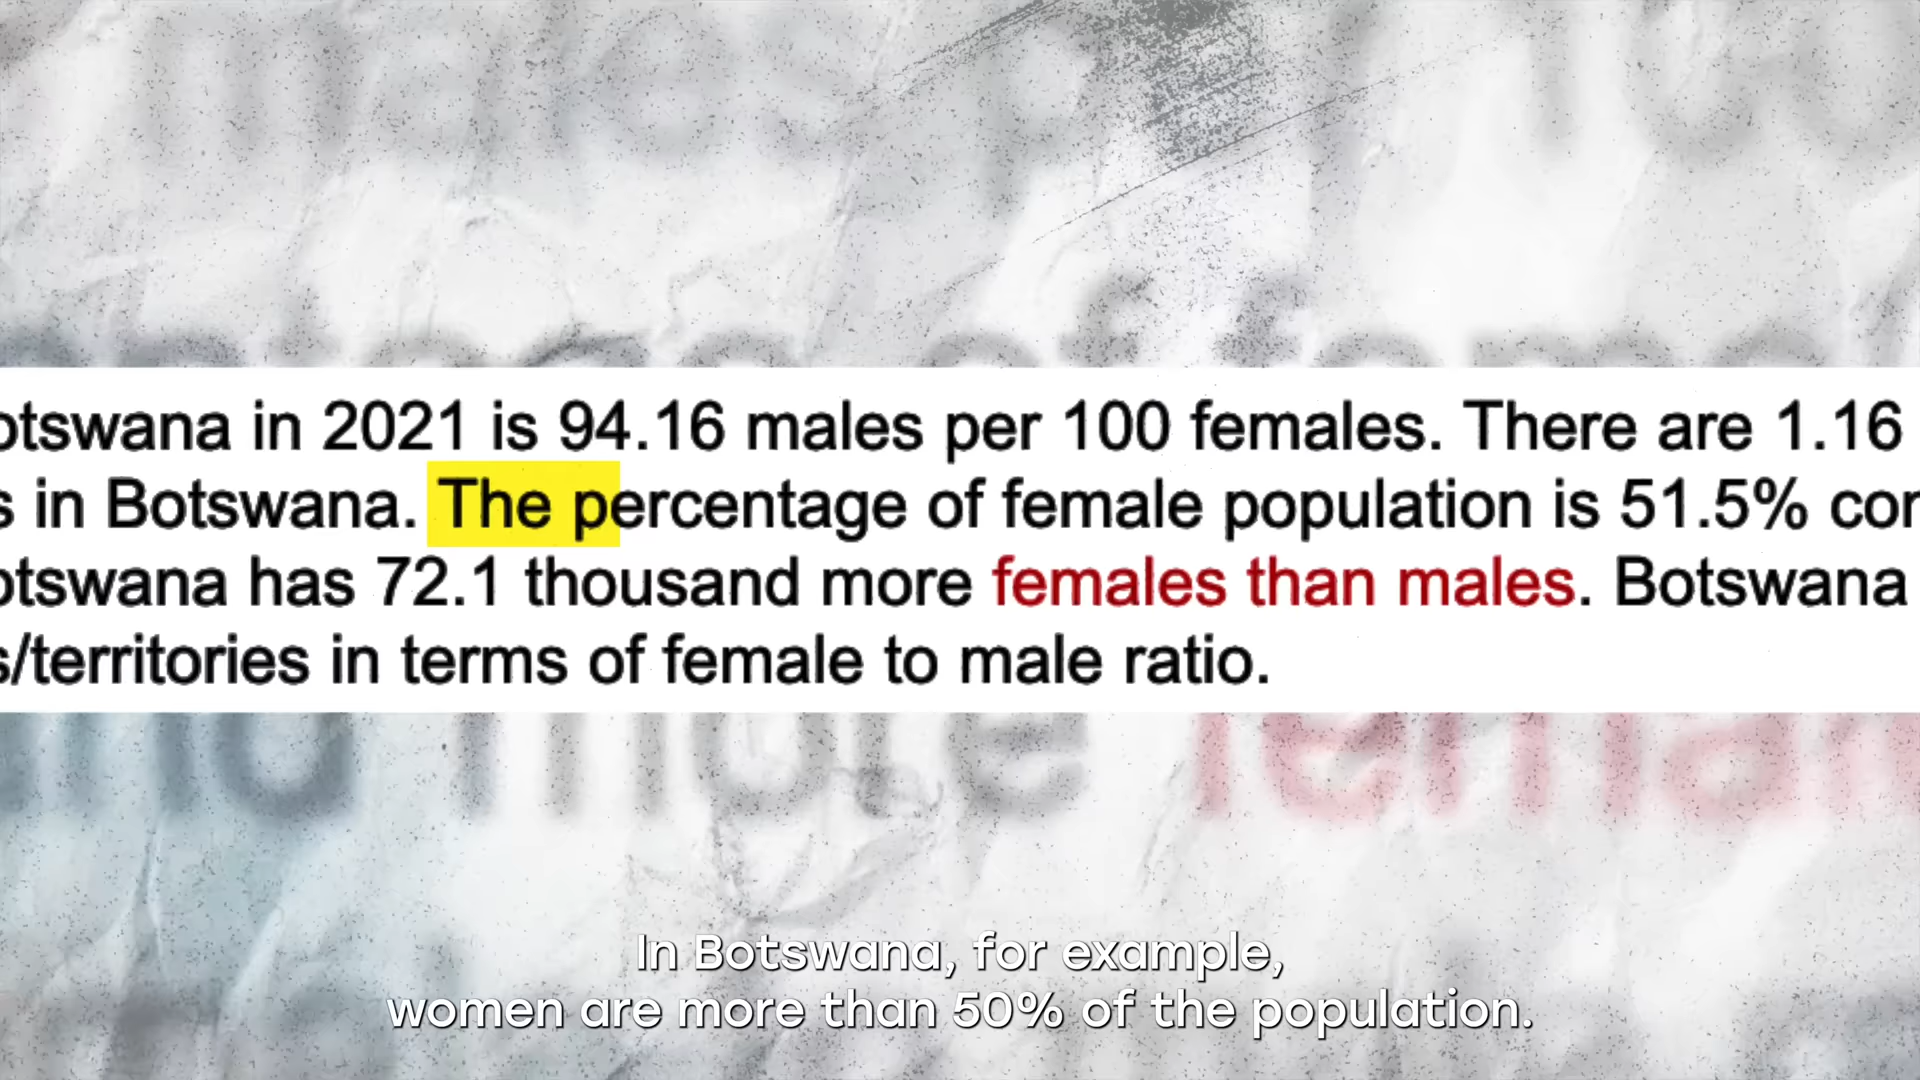 otswana in 2021 is 94.16 males per 100 females. There are 1.16
s in Botswana. The percentage of female population is 51.5% cor
otswana has 72.1 thousand more females than males. Botswana
s/territories in terms of female to male ratio.
more
In Botswana, for example,
women are more than 50% of the population.